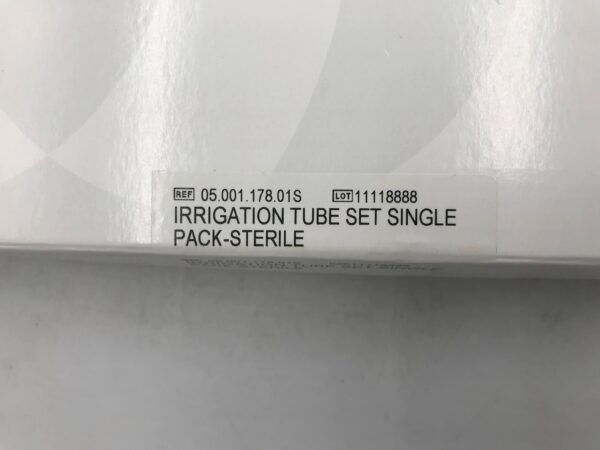 REF 05.001.178.01S LOT 11118888
IRRIGATION TUBE SET SINGLE
PACK-STERILE